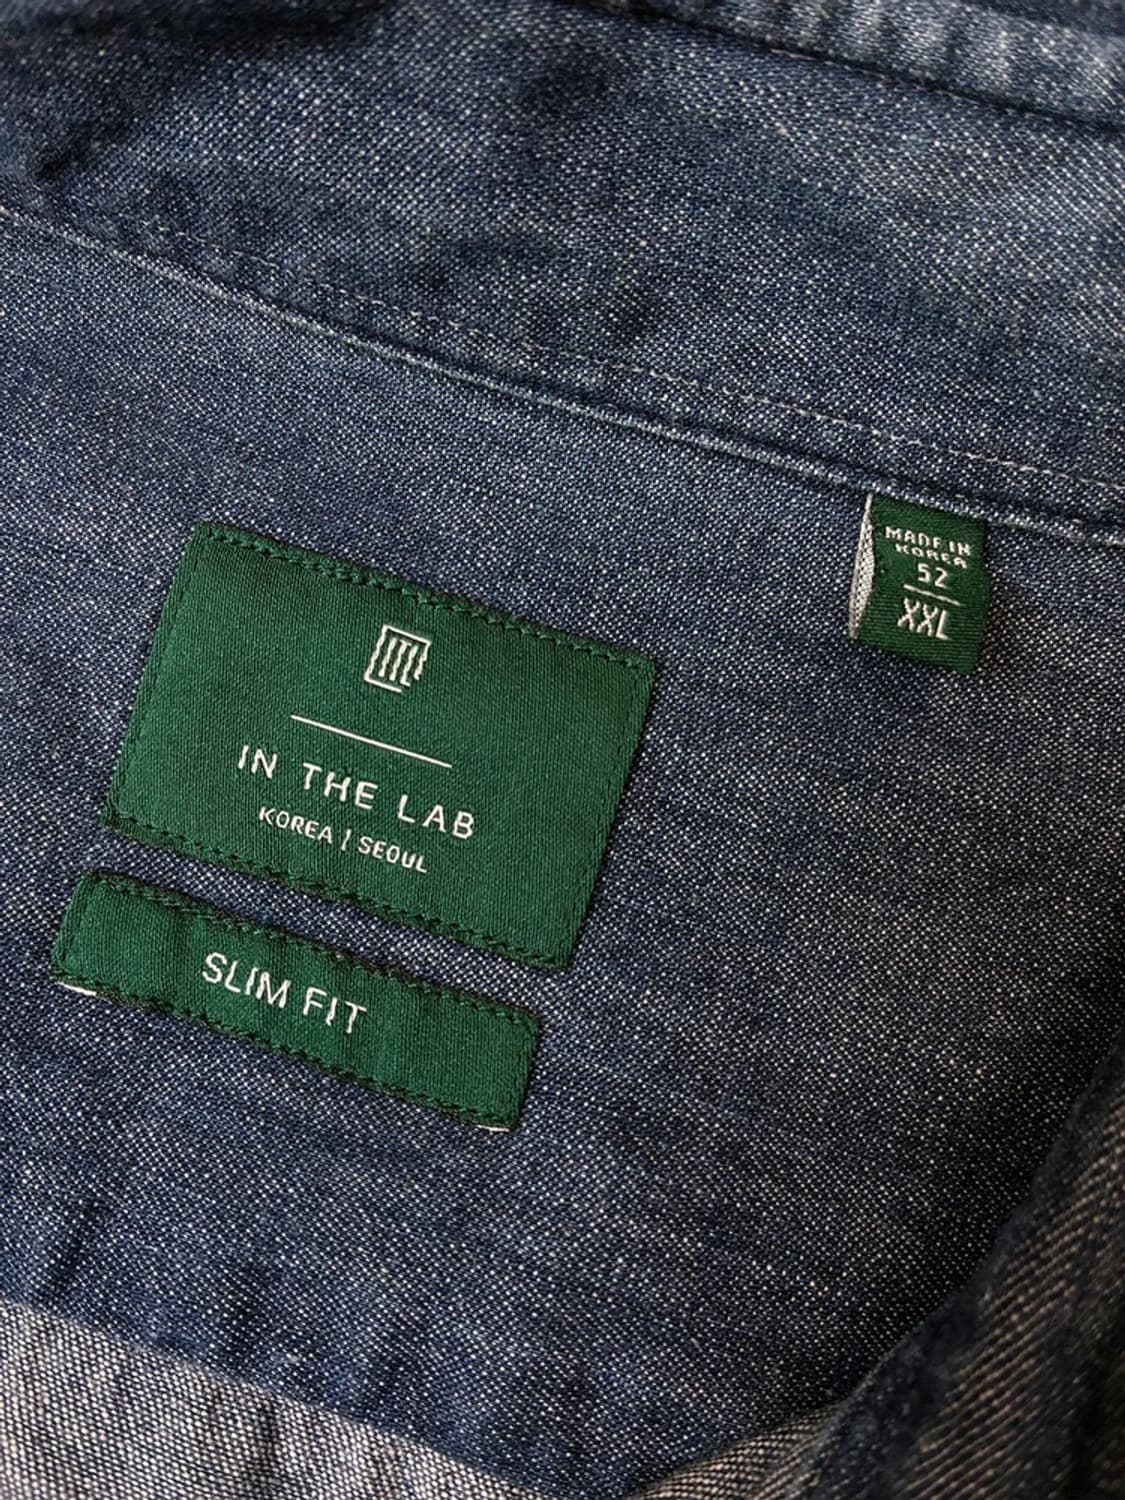 MADE IN
KOREA
52
XXL
IN THE LAB
KOREA | SEOUL
SLIM FIT